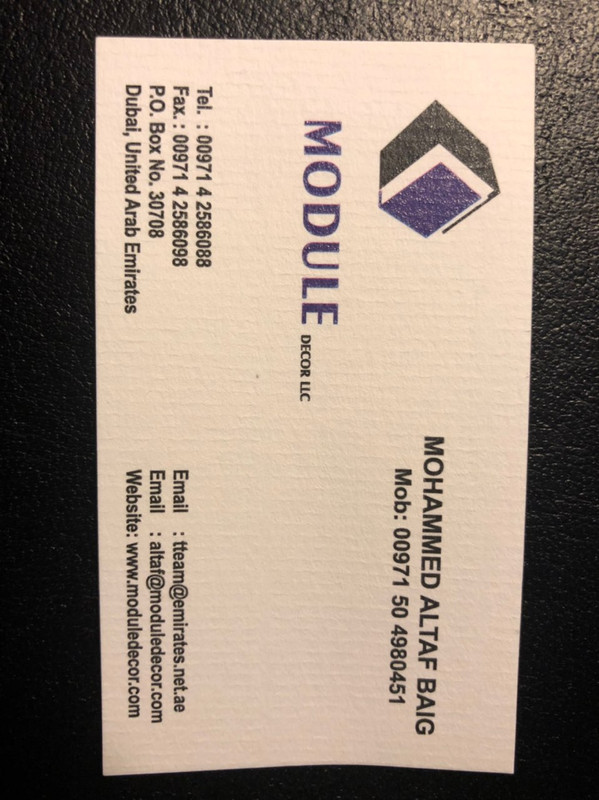 MODULE DECOR LLC
MOHAMMED ALTAF BAIG
Mob: 00971 50 4980451
Tel. : 00971 4 2586088
Fax. : 00971 4 2586098
P.O. Box No. 30708
Dubai, United Arab Emirates
Email : tteam@emirates.net.ae
Email : altaf@moduledecor.com
Website: www.moduledecor.com